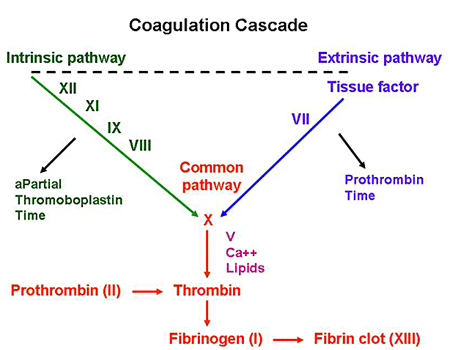 Coagulation Cascade
Intrinsic pathway
Extrinsic pathway
XII
XI
IX
VIII
Tissue factor
VII
aPartial
Thromoboplastin
Time
Common
pathway
Prothrombin
Time
X
V
Ca++
Lipids
Prothrombin (II)
Thrombin
Fibrinogen (I)
Fibrin clot (XIII)